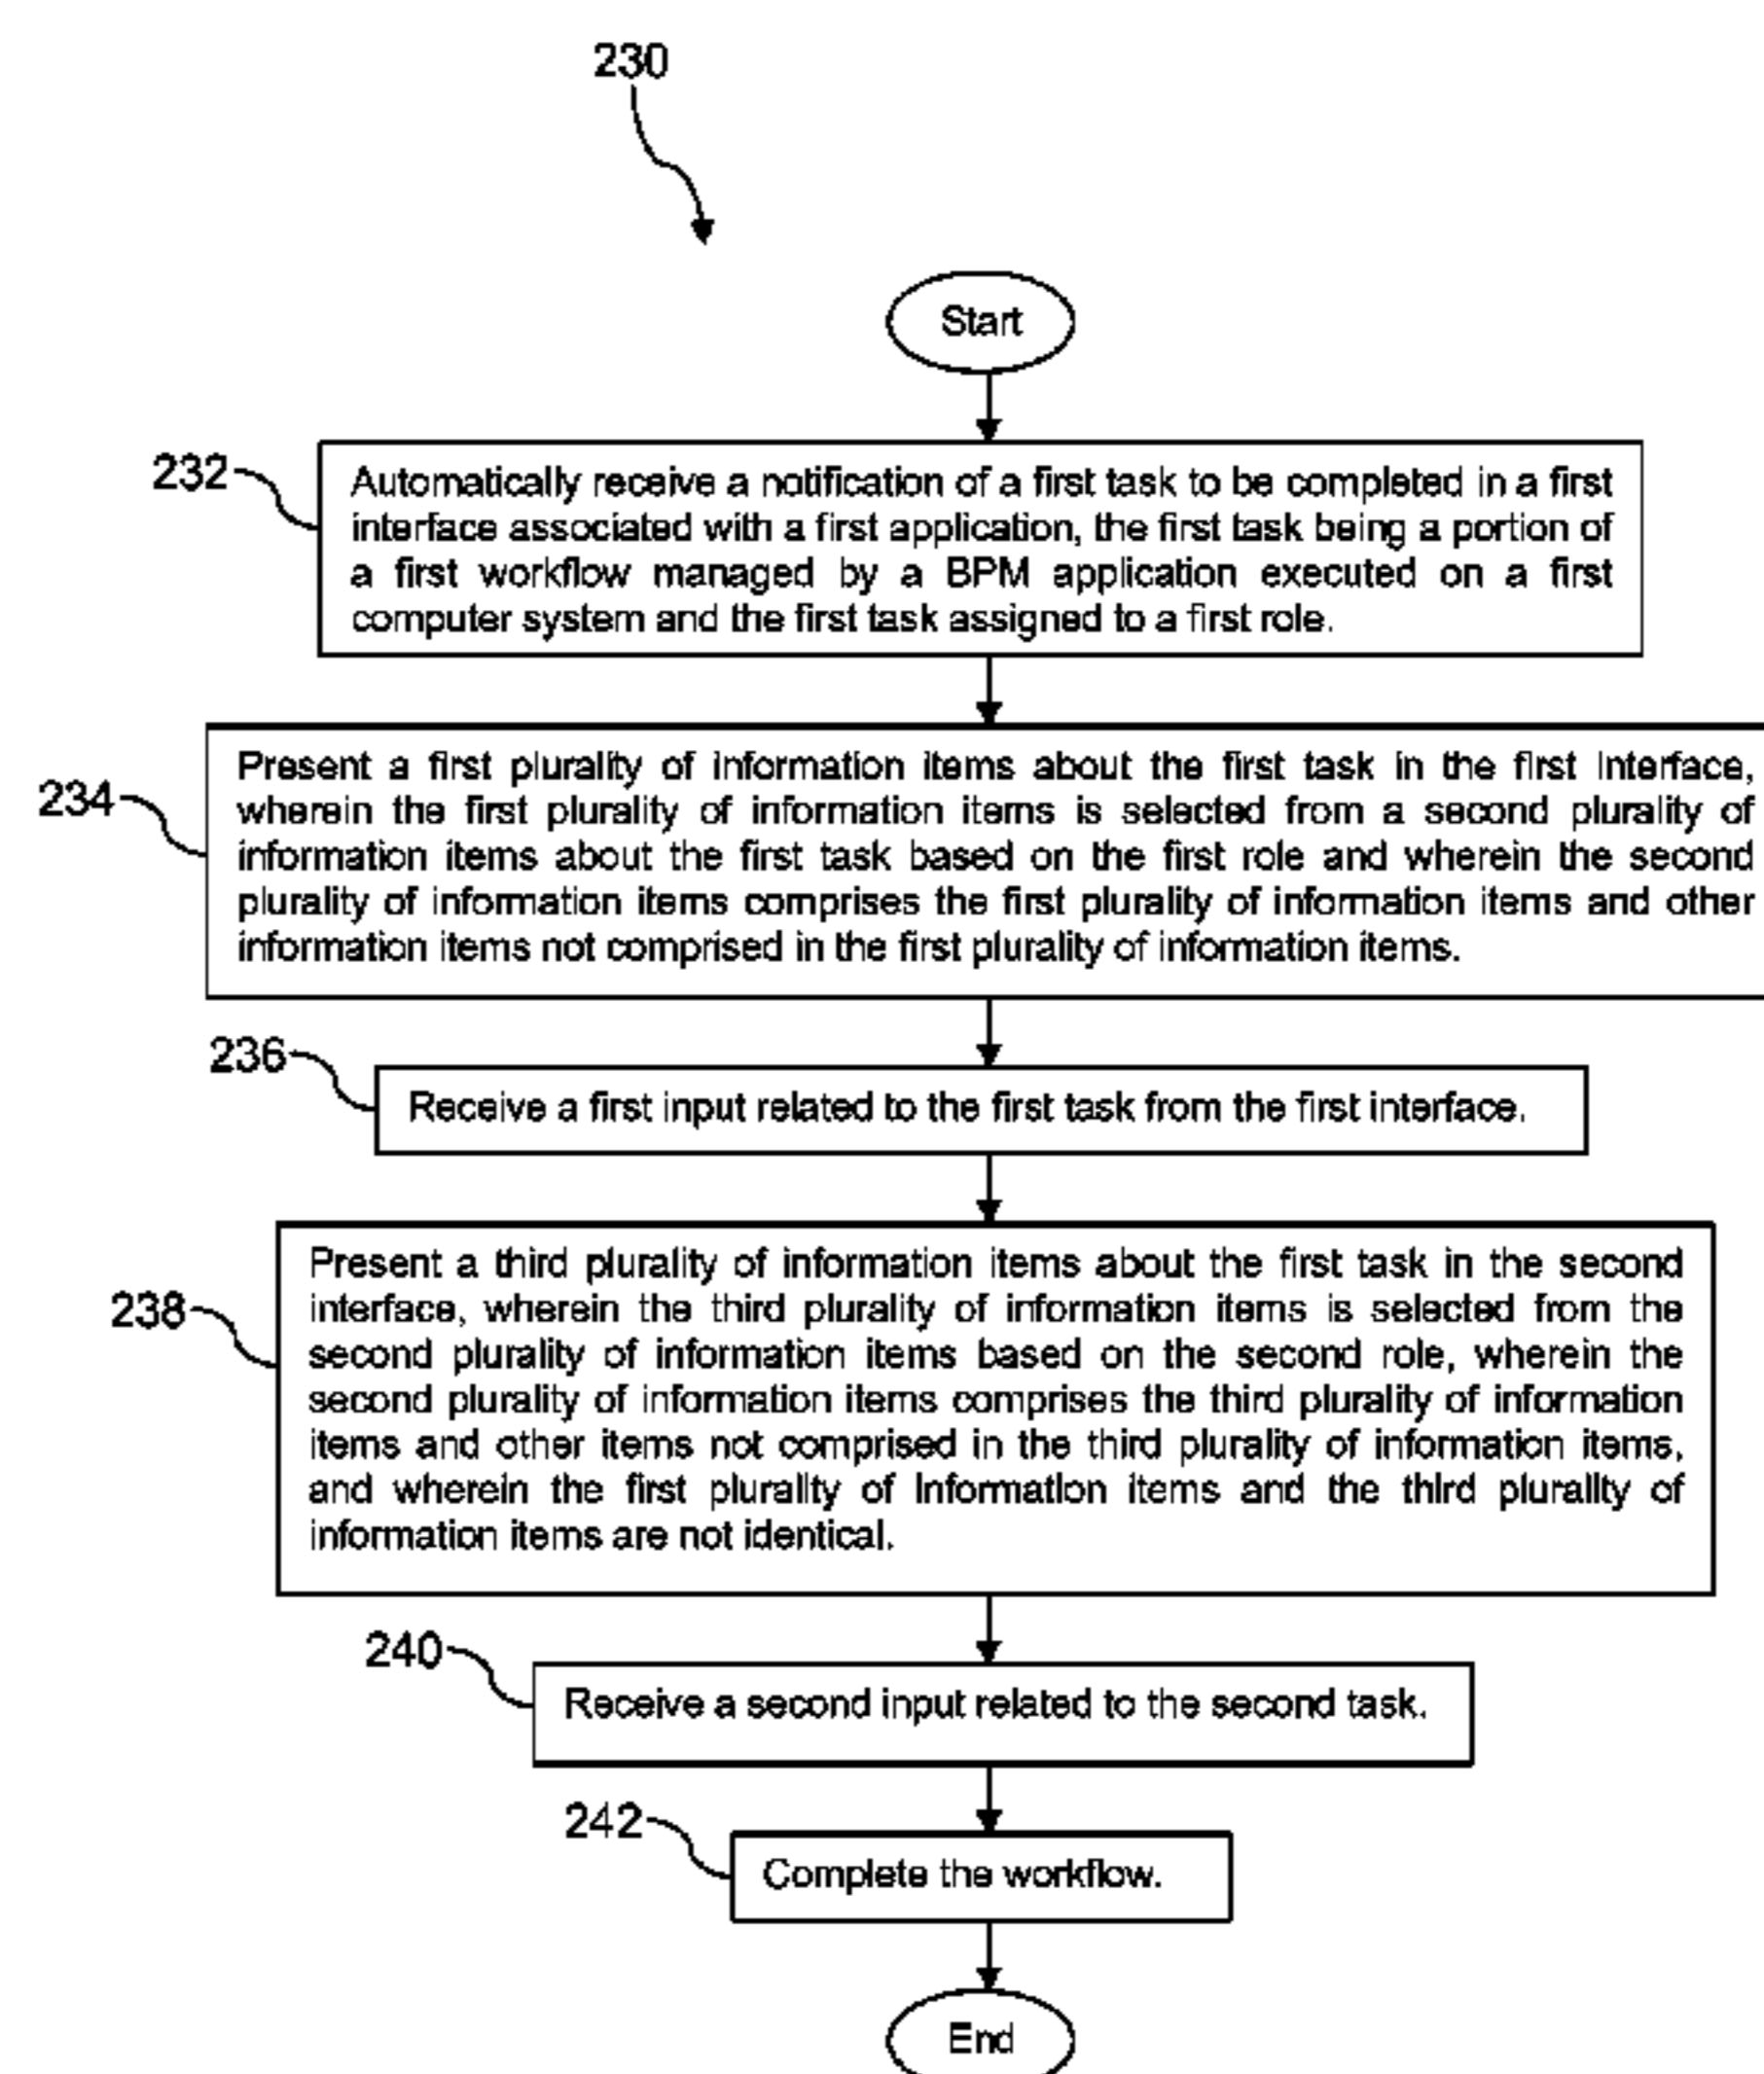 230
Start
232
Automatically receive a notification of a first task to be completed in a first
interface associated with a first application, the first task being a portion of
a first workflow managed by a BPM application executed on a first
computer system and the first task assigned to a first role.
234
Present a first plurality of information items about the first task in the first interface,
wherein the first plurality of information items is selected from a second plurality of
information items about the first task based on the first role and wherein the second
plurality of information items comprises the first plurality of information items and other
information items not comprised in the first plurality of information items.
236
Receive a first input related to the first task from the first interface.
238
Present a third plurality of information items about the first task in the second
interface, wherein the third plurality of information items is selected from the
second plurality of information items based on the second role, wherein the
second plurality of information items comprises the third plurality of information
items and other items not comprised in the third plurality of information items,
and wherein the first plurality of information items and the third plurality of
information items are not identical.
240
Receive a second input related to the second task.
242
Complete the workflow.
End